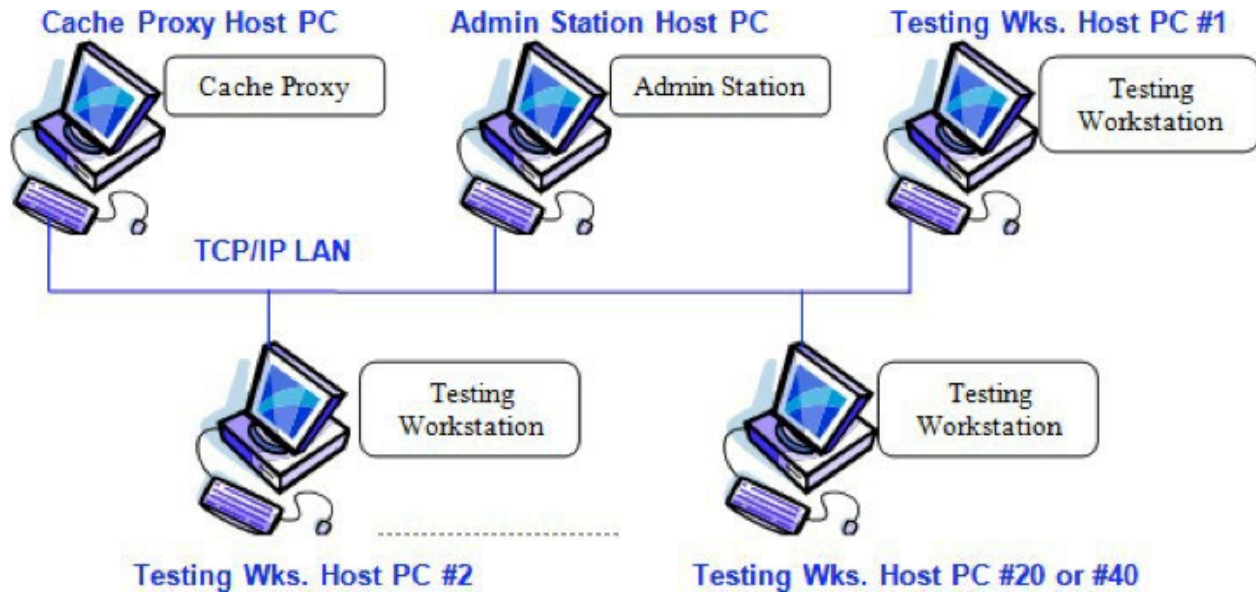 Cache Proxy Host PC
Admin Station Host PC
Testing Wks. Host PC #1
Cache Proxy
Admin Station
Testing
Workstation
TCP/IP LAN
Testing
Workstation
Testing
Workstation
Testing Wks. Host PC #2
Testing Wks. Host PC #20 or #40